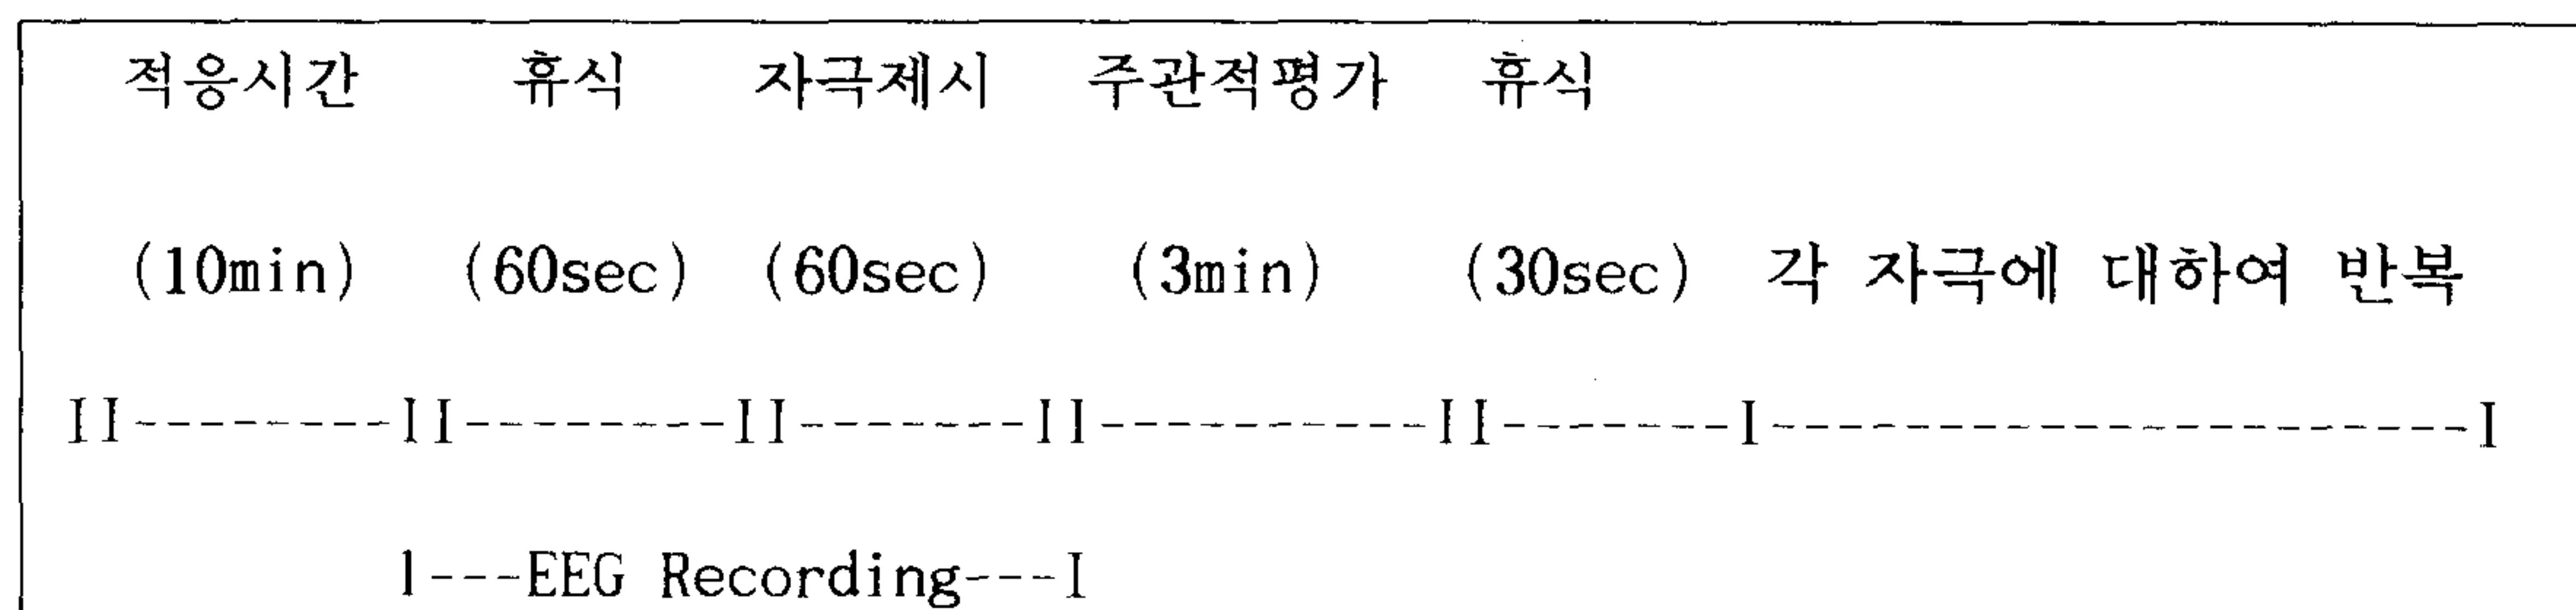 적응시간 휴식 자극제시 주관적평가 휴식
(10min) (60sec) (60sec) (3min) (30sec) 각 자극에 대하여 반복
II--------II--------II-------II----------II-------I---------------------I
I---EEG Recording---I